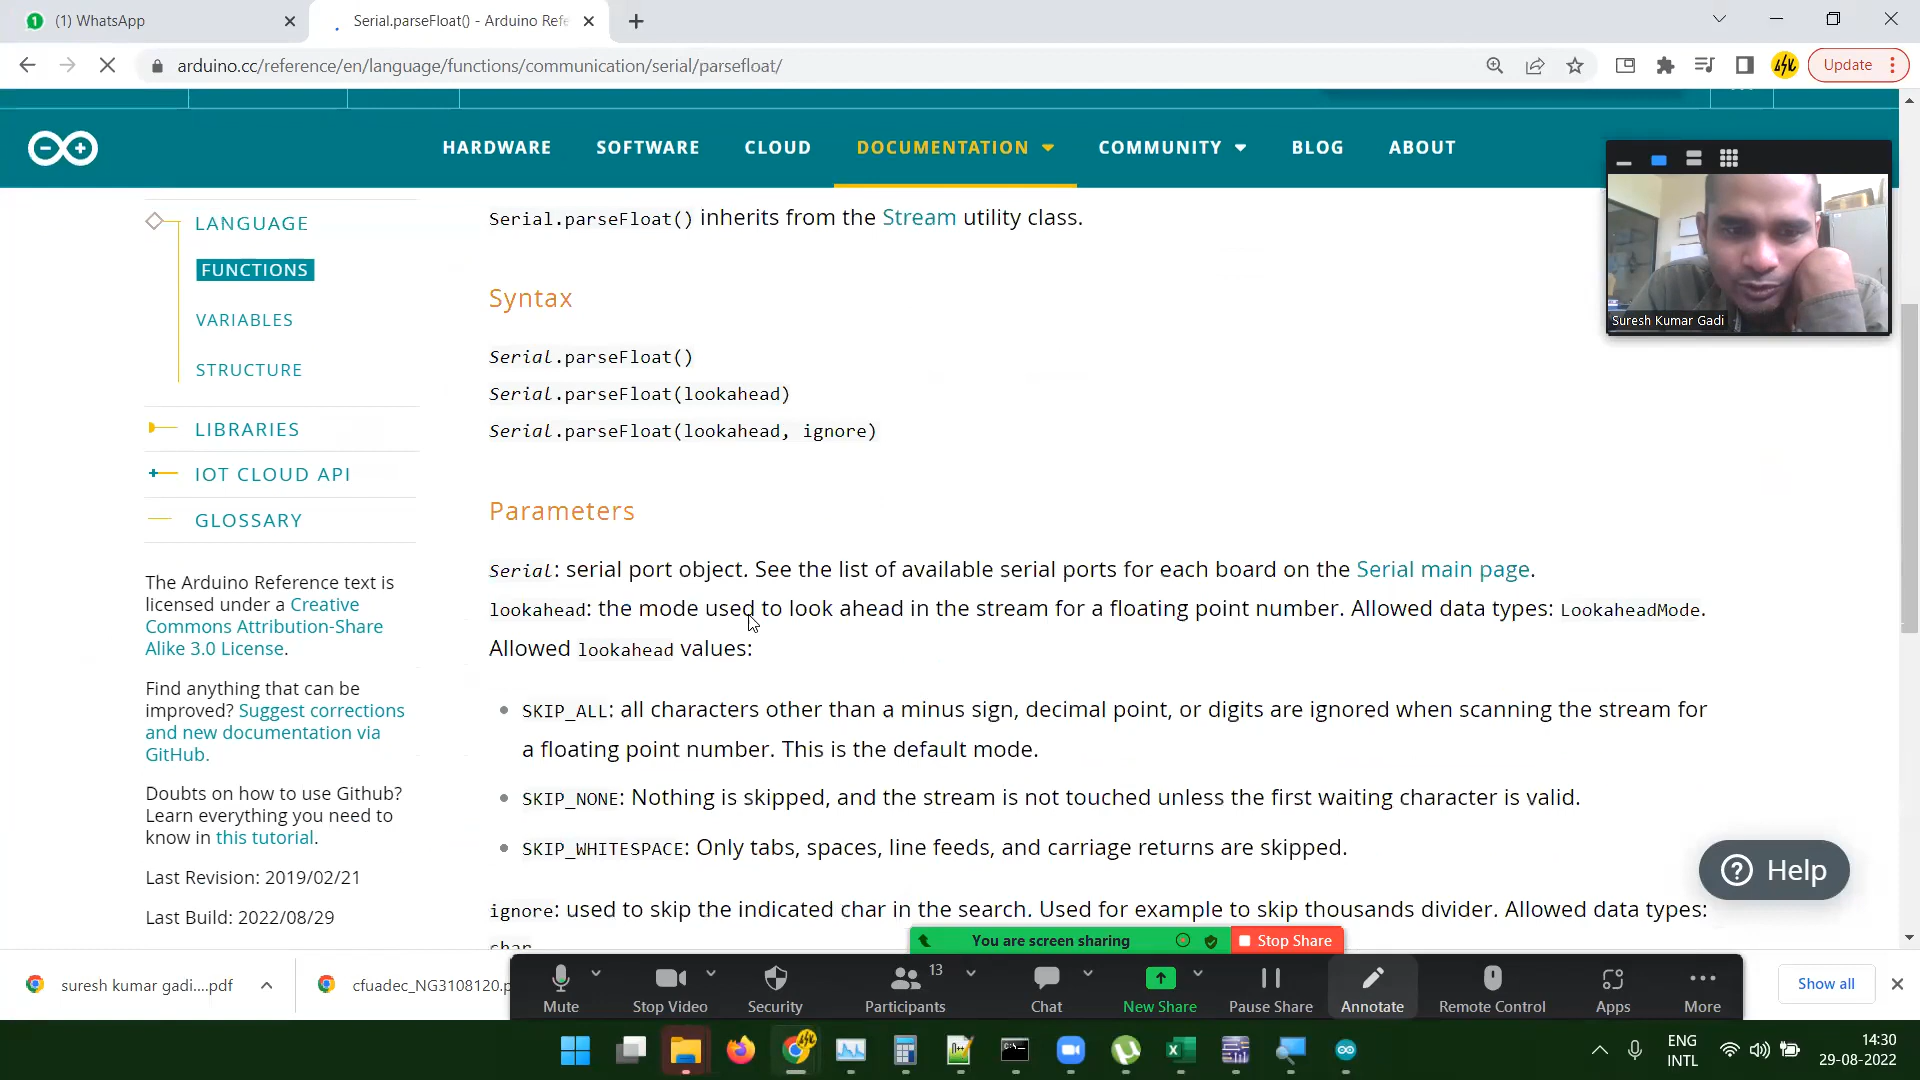 (1) WhatsApp
Serial.parseFloat() - Arduino Refe
arduino.cc/reference/en/language/functions/communication/serial/parsefloat/
Update
HARDWARE SOFTWARE CLOUD DOCUMENTATION COMMUNITY BLOG ABOUT
Suresh Kumar Gadi
LANGUAGE
FUNCTIONS
VARIABLES
STRUCTURE
LIBRARIES
IOT CLOUD API
GLOSSARY
The Arduino Reference text is
licensed under a Creative
Commons Attribution-Share
Alike 3.0 License.
Find anything that can be
improved? Suggest corrections
and new documentation via
GitHub.
Doubts on how to use Github?
Learn everything you need to
know in this tutorial.
Last Revision: 2019/02/21
Last Build: 2022/08/29
Serial.parseFloat() inherits from the Stream utility class.
Syntax
Serial.parseFloat()
Serial.parseFloat(lookahead)
Serial.parseFloat(lookahead, ignore)
Parameters
Serial: serial port object. See the list of available serial ports for each board on the Serial main page.
lookahead: the mode used to look ahead in the stream for a floating point number. Allowed data types: LookaheadMode.
Allowed lookahead values:
SKIP_ALL: all characters other than a minus sign, decimal point, or digits are ignored when scanning the stream for
a floating point number. This is the default mode.
SKIP_NONE: Nothing is skipped, and the stream is not touched unless the first waiting character is valid.
SKIP_WHITESPACE: Only tabs, spaces, line feeds, and carriage returns are skipped.
ignore: used to skip the indicated char in the search. Used for example to skip thousands divider. Allowed data types:
char
Help
You are screen sharing Stop Share
suresh kumar gadi....pdf
cfuadec_NG3108120.p
Mute Stop Video Security Participants 13 Chat New Share Pause Share Annotate Remote Control Apps More
Show all
ENG
INTL
14:30
29-08-2022